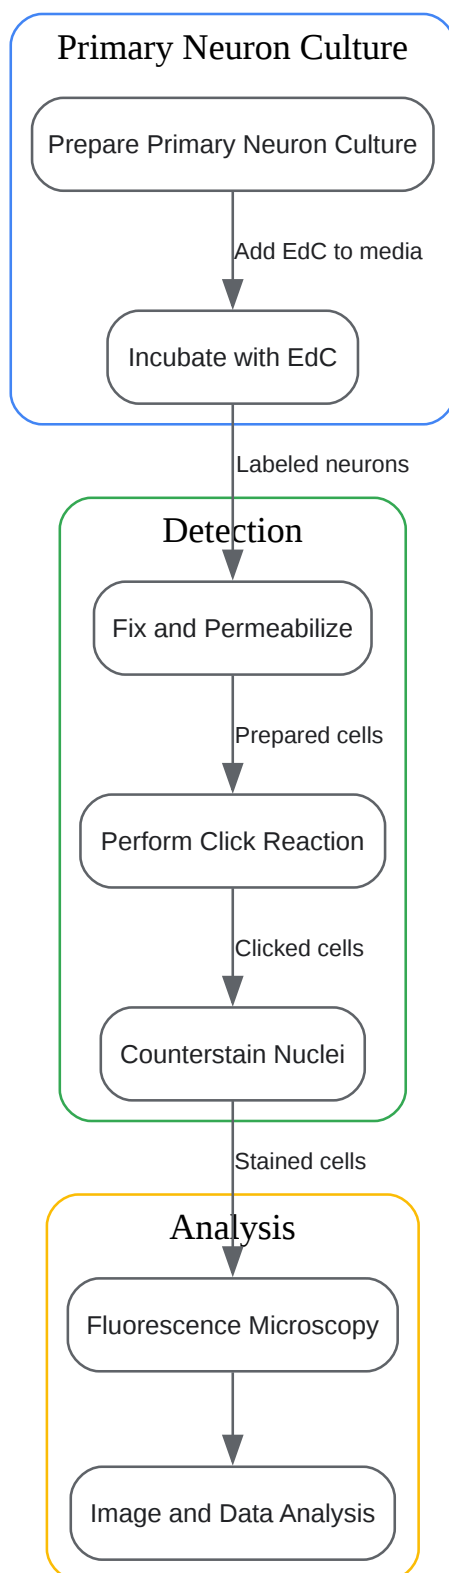 Primary Neuron Culture
Prepare Primary Neuron Culture
Add EdC to media
Incubate with EdC
Labeled neurons
Detection
Fix and Permeabilize
Prepared cells
Perform Click Reaction
Clicked cells
Counterstain Nuclei
Stained cells
Analysis
Fluorescence Microscopy
Image and Data Analysis